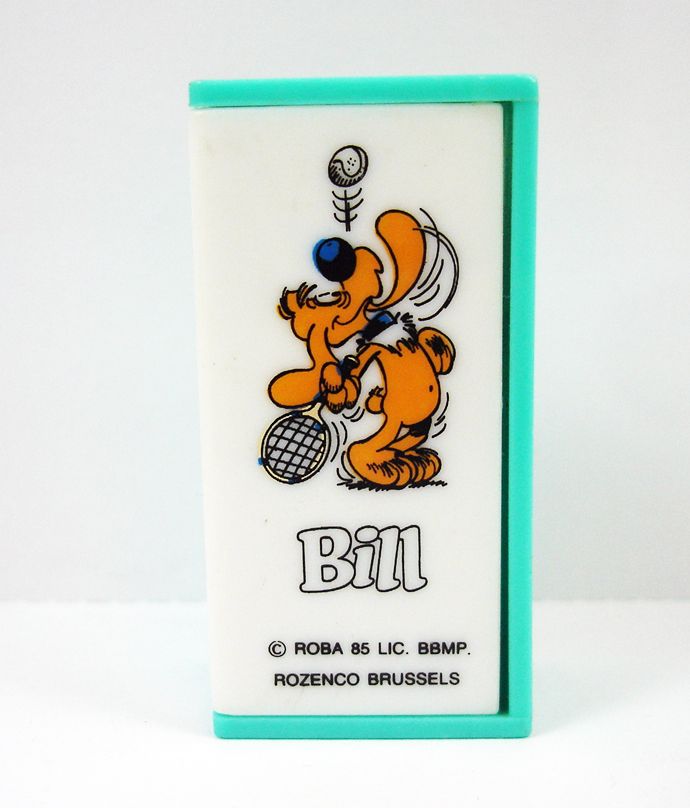 Bill
© ROBA 85 LIC. BBMP.
ROZENCO BRUSSELS